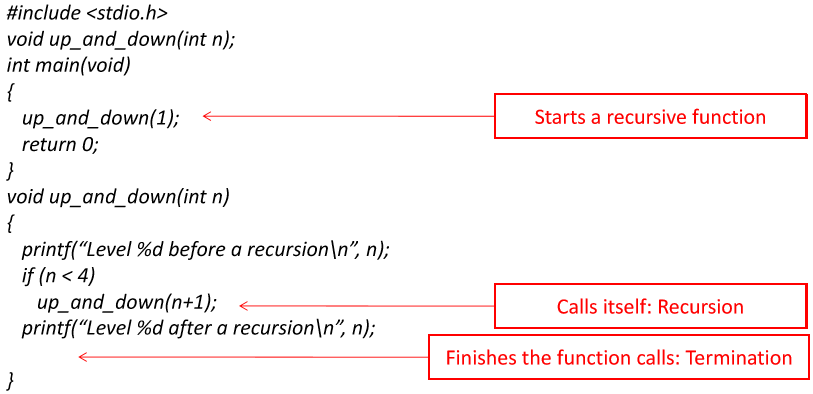 #include <stdio.h>
void up_and_down(int n);
int main(void)
{
up_and_down(1);
Starts a recursive function
return 0;
}
void up_and_down(int n)
{
printf(“Level %d before a recursion\n”, n);
if (n < 4)
up_and_down(n+1);
Calls itself: Recursion
printf(“Level %d after a recursion\n”, n);
Finishes the function calls: Termination
}